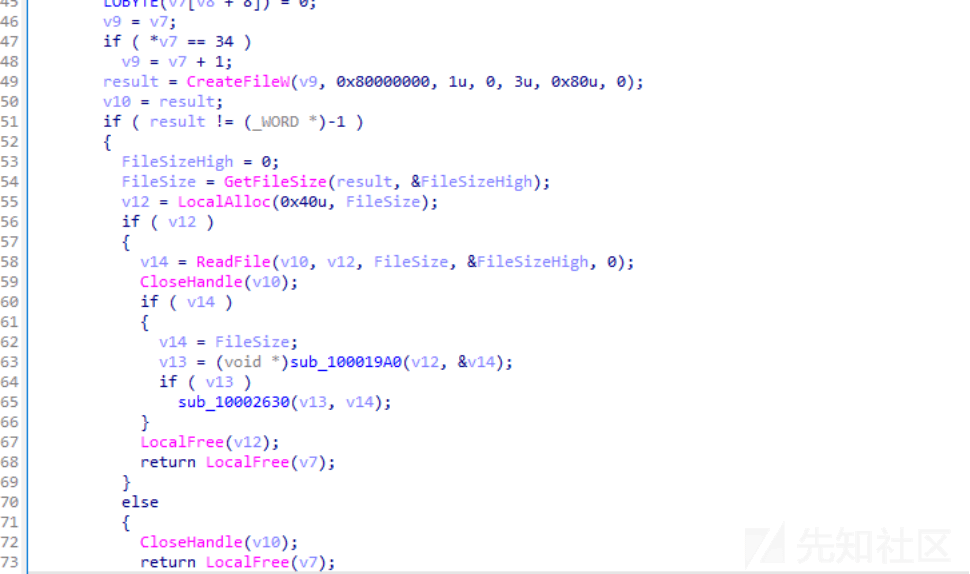 45 LOBYTE(v7[v8 + 8]) = 0;
46 v9 = v7;
47 if ( *v7 == 34 )
48 v9 = v7 + 1;
49 result = CreateFileW(v9, 0x80000000, 1u, 0, 3u, 0x80u, 0);
50 v10 = result;
51 if ( result != (_WORD *)-1 )
52 {
53 FileSizeHigh = 0;
54 FileSize = GetFileSize(result, &FileSizeHigh);
55 v12 = LocalAlloc(0x40u, FileSize);
56 if ( v12 )
57 {
58 v14 = ReadFile(v10, v12, FileSize, &FileSizeHigh, 0);
59 CloseHandle(v10);
60 if ( v14 )
61 {
62 v14 = FileSize;
63 v13 = (void *)sub_100019A0(v12, &v14);
64 if ( v13 )
65 sub_10002630(v13, v14);
66 }
67 LocalFree(v12);
68 return LocalFree(v7);
69 }
70 else
71 {
72 CloseHandle(v10);
73 return LocalFree(v7);
先知社区